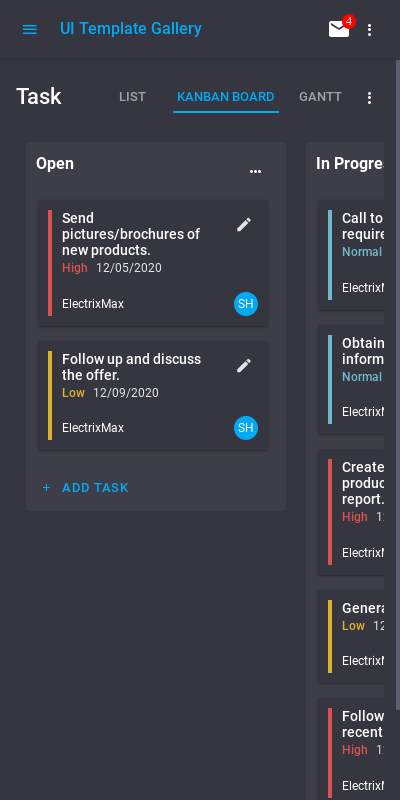 UI Template Gallery
4
Task
LIST
KANBAN BOARD
GANTT
Open
Send
pictures/brochures of
new products.
High 12/05/2020
ElectrixMax
SH
Follow up and discuss
the offer.
Low 12/09/2020
ElectrixMax
SH
+ ADD TASK
In Progre
Call to
require
Normal
Electrix
Obtain
inform
Normal
Electrix
Create
produc
report.
High 1
Electrix
Genera
Low 12
Electrix
Follow
recent
High 1
Electrix